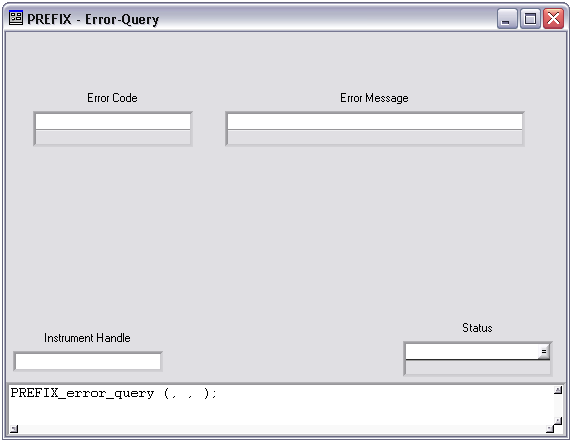 PREFIX - Error-Query
Error Code
Error Message
Status
Instrument Handle
PREFIX_error_query (, , );